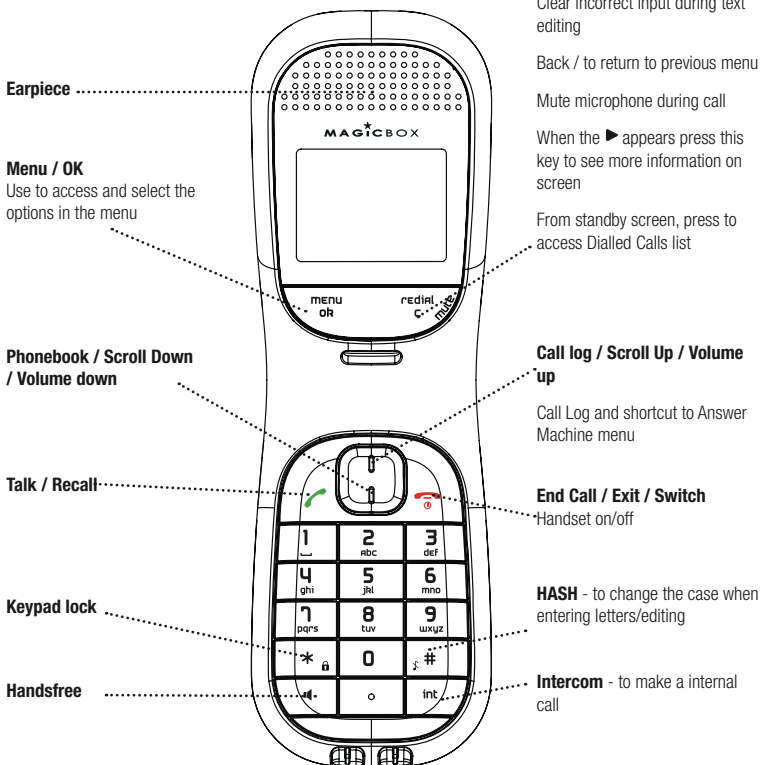 Clear incorrect input during text
editing
Back / to return to previous menu
Mute microphone during call
When the ▶ appears press this
key to see more information on
screen
From standby screen, press to
access Dialled Calls list
Earpiece
Menu / OK
Use to access and select the
options in the menu
MAGICBOX
menu
ok
redial
c
mute
Phonebook / Scroll Down
/ Volume down
Call log / Scroll Up / Volume
up
Call Log and shortcut to Answer
Machine menu
Talk / Recall
End Call / Exit / Switch
Handset on/off
1
2
abc
3
def
4
ghi
5
jkl
6
mno
7
pqrs
8
tuv
9
wxyz
*
0
#
int
Keypad lock
Handsfree
HASH - to change the case when
entering letters/editing
Intercom - to make a internal
call